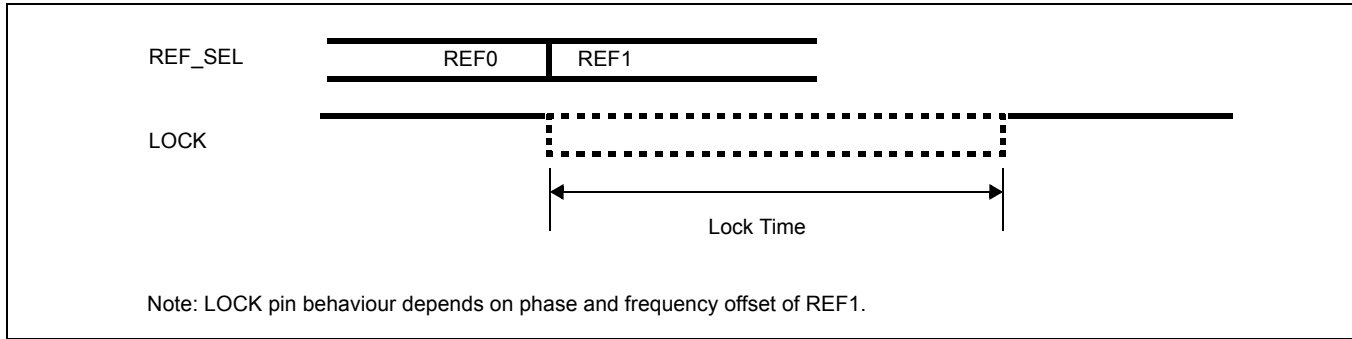 REF_SEL
REF0
REF1
LOCK
Lock Time
Note: LOCK pin behaviour depends on phase and frequency offset of REF1.